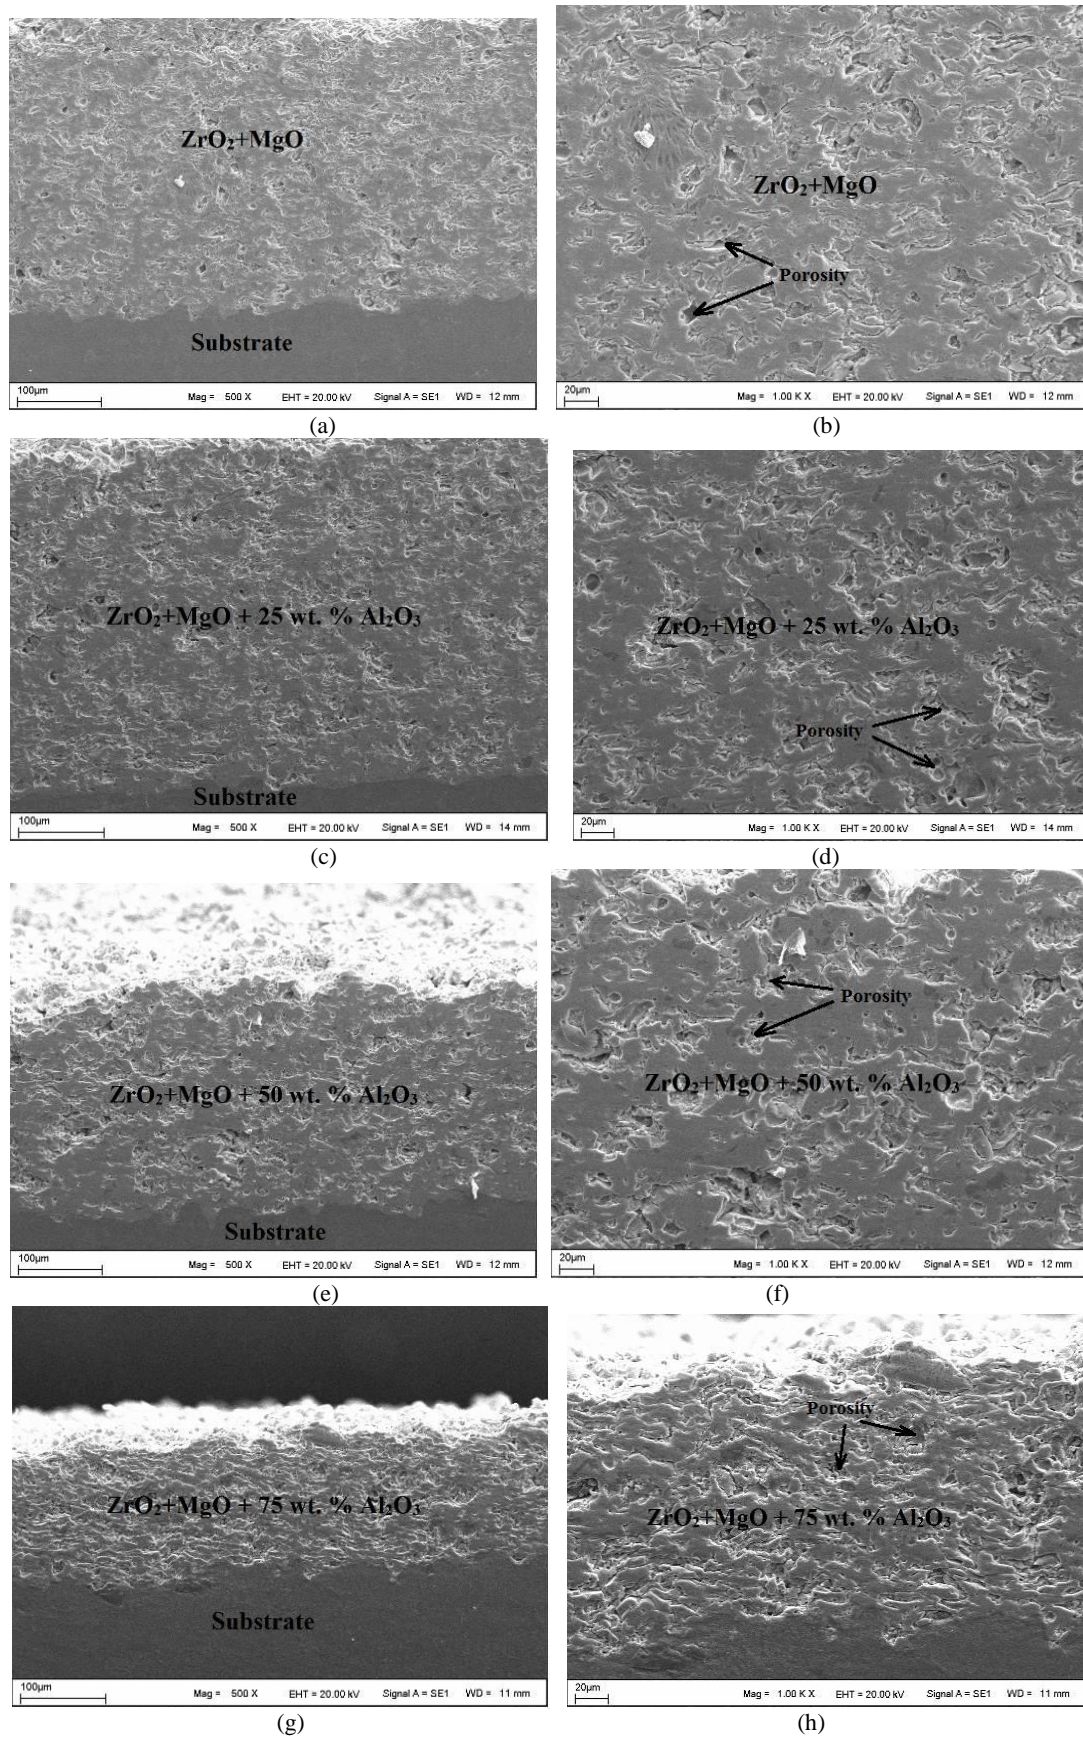 ZrO₂+MgO
Substrate
100µm
Mag = 500 X EHT = 20.00 kV Signal A = SE1 WD = 12 mm
(a)
ZrO₂+MgO
Porosity
20µm
Mag = 1.00 K X EHT = 20.00 kV Signal A = SE1 WD = 12 mm
(b)
ZrO₂+MgO + 25 wt. % Al₂O₃
Substrate
100µm
Mag = 500 X EHT = 20.00 kV Signal A = SE1 WD = 14 mm
(c)
ZrO₂+MgO + 25 wt. % Al₂O₃
Porosity
20µm
Mag = 1.00 K X EHT = 20.00 kV Signal A = SE1 WD = 14 mm
(d)
ZrO₂+MgO + 50 wt. % Al₂O₃
Substrate
100µm
Mag = 500 X EHT = 20.00 kV Signal A = SE1 WD = 12 mm
(e)
Porosity
ZrO₂+MgO + 50 wt. % Al₂O₃
20µm
Mag = 1.00 K X EHT = 20.00 kV Signal A = SE1 WD = 12 mm
(f)
ZrO₂+MgO + 75 wt. % Al₂O₃
Substrate
100µm
Mag = 500 X EHT = 20.00 kV Signal A = SE1 WD = 11 mm
(g)
Porosity
ZrO₂+MgO + 75 wt. % Al₂O₃
20µm
Mag = 1.00 K X EHT = 20.00 kV Signal A = SE1 WD = 11 mm
(h)